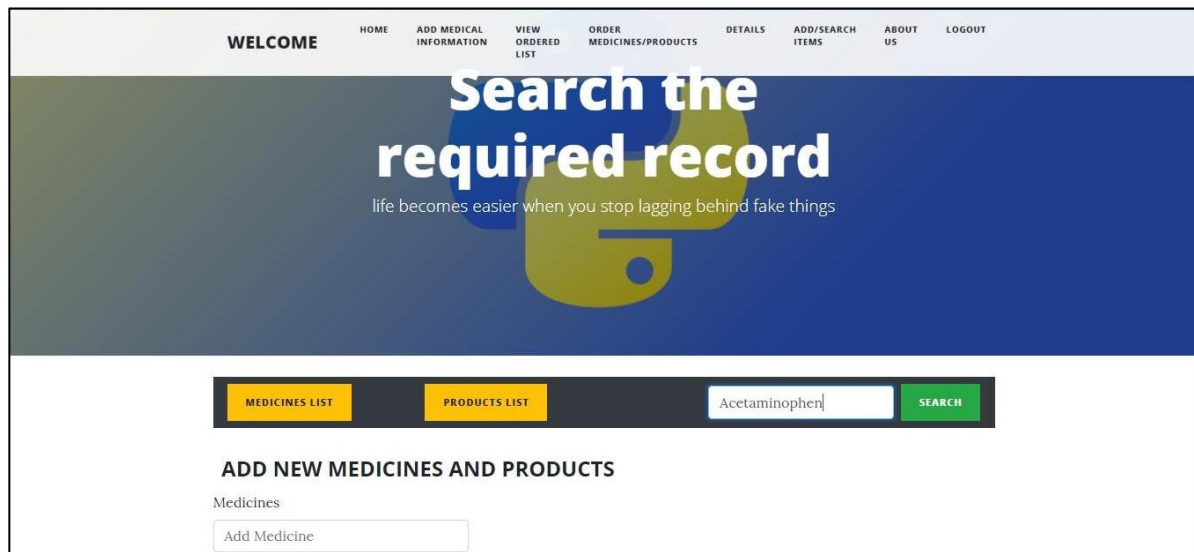 WELCOME
HOME
ADD MEDICAL
INFORMATION
VIEW
ORDERED
LIST
ORDER
MEDICINES/PRODUCTS
DETAILS
ADD/SEARCH
ITEMS
ABOUT
US
LOGOUT
Search the
required record
life becomes easier when you stop lagging behind fake things
MEDICINES LIST
PRODUCTS LIST
Acetaminophen
SEARCH
ADD NEW MEDICINES AND PRODUCTS
Medicines
Add Medicine